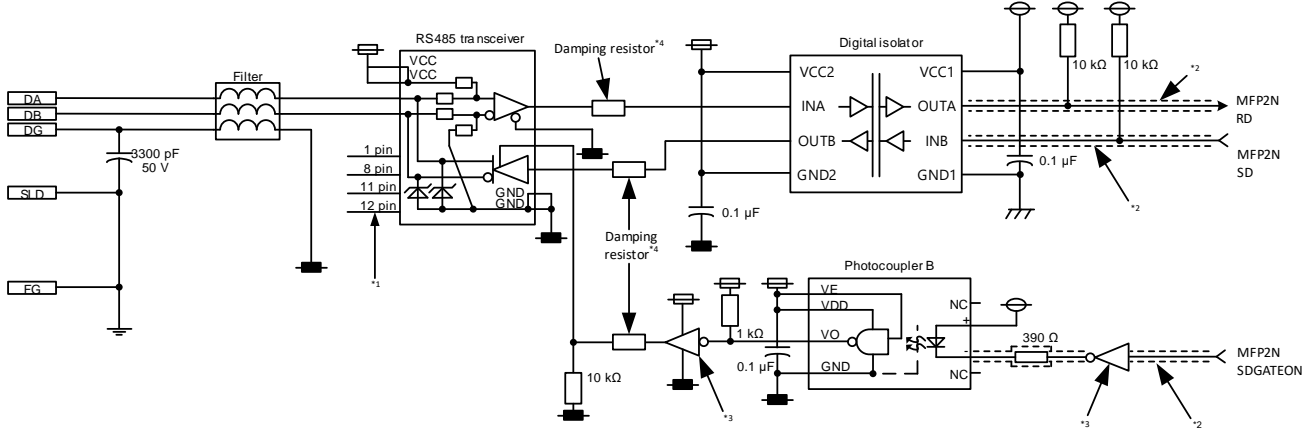 RS485 transceiver
Damping resistor*4
Digital isolator
VCC
VCC
Filter
DA
DB
DG
3300 pF
50 V
SLD
FG
1 pin
8 pin
11 pin
12 pin
*1
GND
GND
Damping
resistor*4
0.1 µF
VCC2
INA
OUTB
GND2
VCC1
OUTA
INB
GND1
10 kΩ
10 kΩ
0.1 µF
*2
*2
MFP2N
RD
MFP2N
SD
Photocoupler B
VE
VDD
VO
GND
NC
+
-
NC
1 kΩ
0.1 µF
10 kΩ
*3
390 Ω
MFP2N
SDGATEON
*3
*2